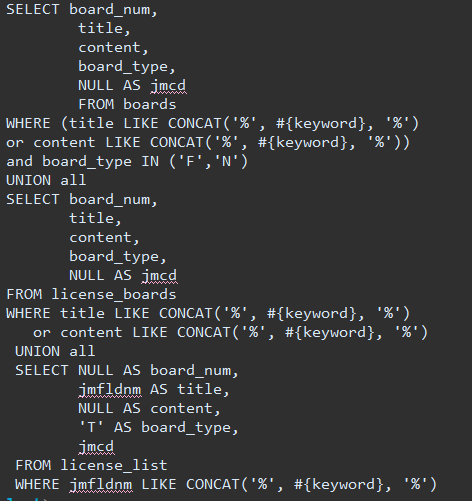 SELECT board_num,
title,
content,
board_type,
NULL AS jmcd
FROM boards
WHERE (title LIKE CONCAT('%', #{keyword}, '%')
or content LIKE CONCAT('%', #{keyword}, '%'))
and board_type IN ('F','N')
UNION all
SELECT board_num,
title,
content,
board_type,
NULL AS jmcd
FROM license_boards
WHERE title LIKE CONCAT('%', #{keyword}, '%')
or content LIKE CONCAT('%', #{keyword}, '%')
UNION all
SELECT NULL AS board_num,
jmfldnm AS title,
NULL AS content,
'T' AS board_type,
jmcd
FROM license_list
WHERE jmfldnm LIKE CONCAT('%', #{keyword}, '%')